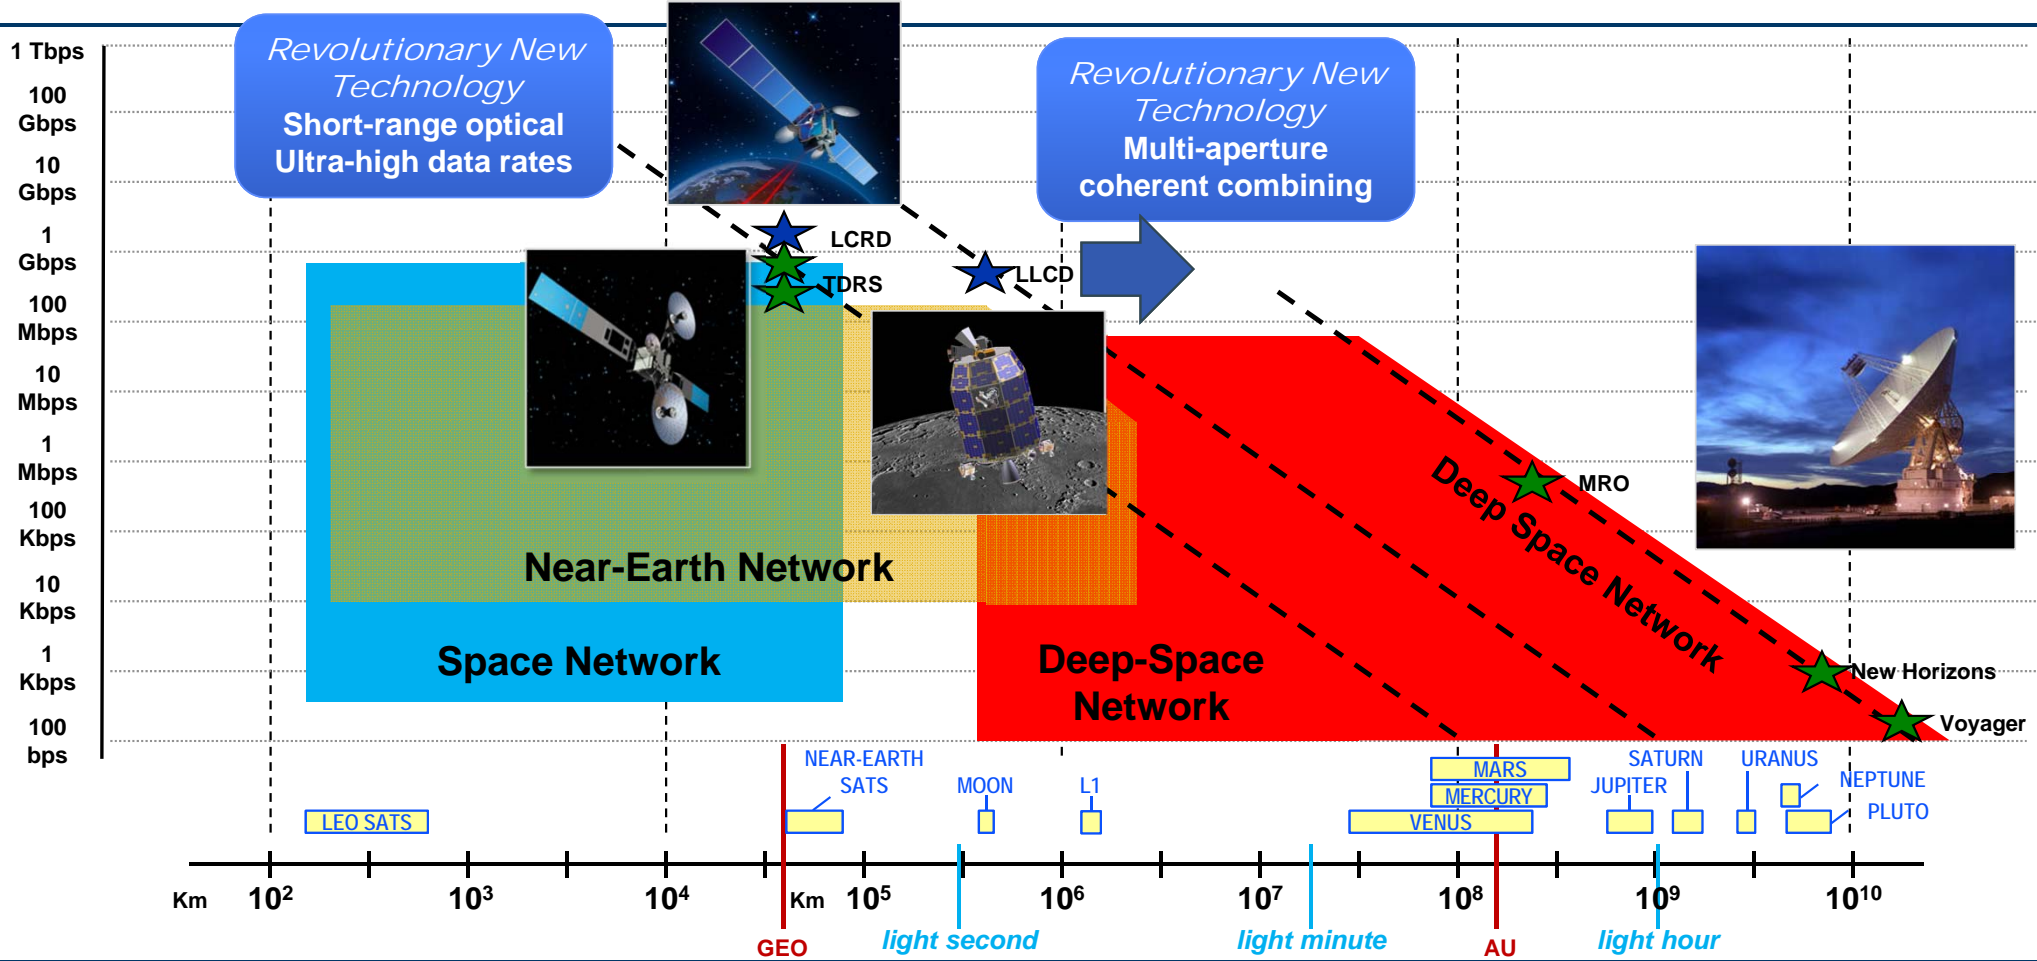 Revolutionary New
Technology
Short-range optical
Ultra-high data rates
Revolutionary New
Technology
Multi-aperture
coherent combining
1 Tbps
100
Gbps
10
Gbps
1
Gbps
100
Mbps
10
Mbps
1
Mbps
100
Kbps
10
Kbps
1
Kbps
100
bps
LCRD
TDRS
LLCD
MRO
New Horizons
Voyager
Near-Earth Network
Space Network
Deep-Space
Network
Deep Space Network
NEAR-EARTH
SATS
LEO SATS
MOON
L1
MARS
MERCURY
VENUS
JUPITER
SATURN
URANUS
NEPTUNE
PLUTO
Km
10²
10³
10⁴
Km
10⁵
10⁶
10⁷
10⁸
10⁹
10¹⁰
GEO
light second
light minute
AU
light hour